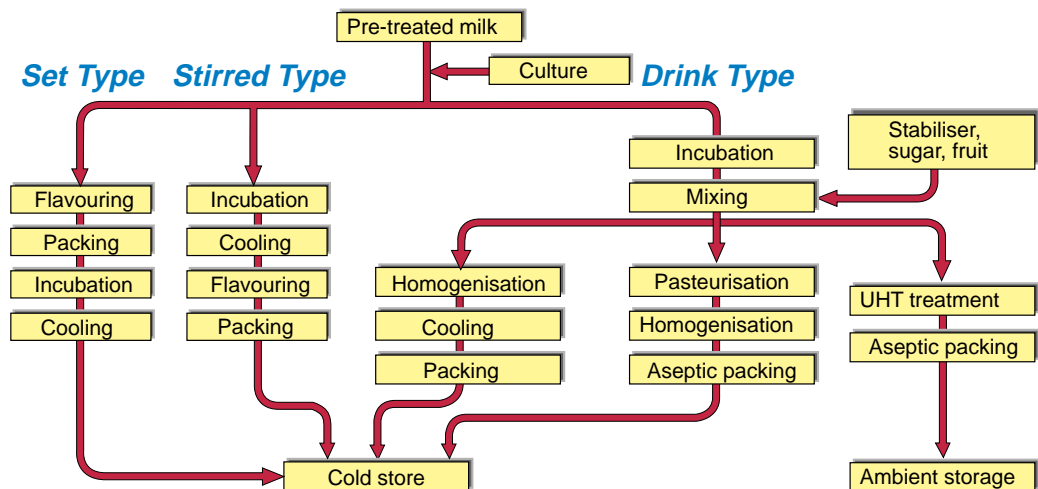 Pre-treated milk
Set Type
Stirred Type
Culture
Drink Type
Stabiliser,
sugar, fruit
Incubation
Mixing
Flavouring
Packing
Incubation
Cooling
Incubation
Cooling
Flavouring
Packing
Homogenisation
Cooling
Packing
Pasteurisation
Homogenisation
Aseptic packing
UHT treatment
Aseptic packing
Cold store
Ambient storage